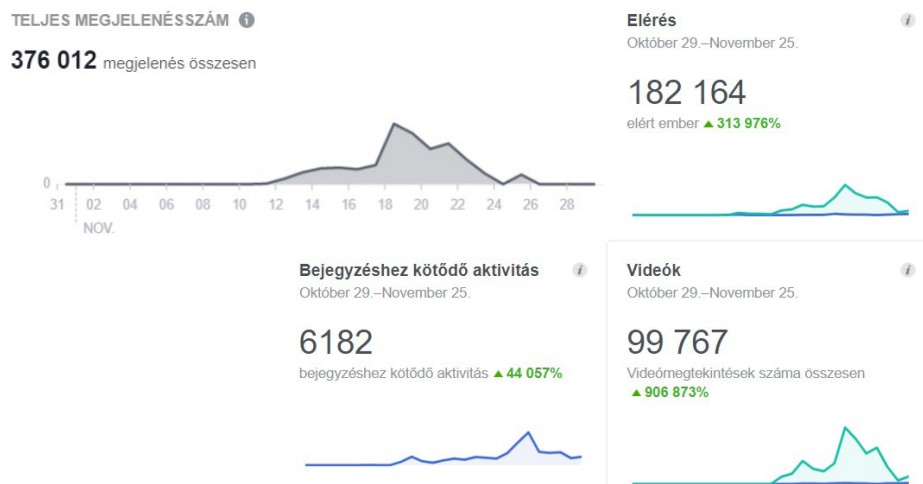 TELJES MEGJELENÉSSZÁM
376 012 megjelenés összesen
0
31 02 04 06 08 10 12 14 16 18 20 22 24 26 28
NOV.
Elérés
Október 29.–November 25.
182 164
elért ember ▲ 313 976%
Bejegyzéshez kötődő aktivitás
Október 29.–November 25.
6182
bejegyzéshez kötődő aktivitás ▲ 44 057%
Videók
Október 29.–November 25.
99 767
Videómegtekintések száma összesen
▲ 906 873%